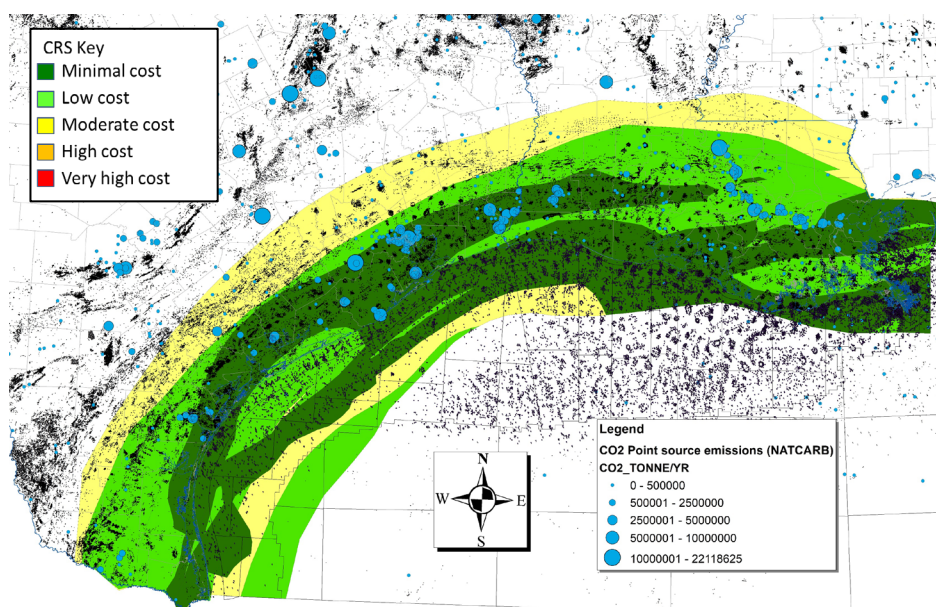 CRS Key
Minimal cost
Low cost
Moderate cost
High cost
Very high cost
N
W E
S
Legend
CO2 Point source emissions (NATCARB)
CO2_TONNE/YR
0 - 500000
500001 - 2500000
2500001 - 5000000
5000001 - 10000000
10000001 - 22118625